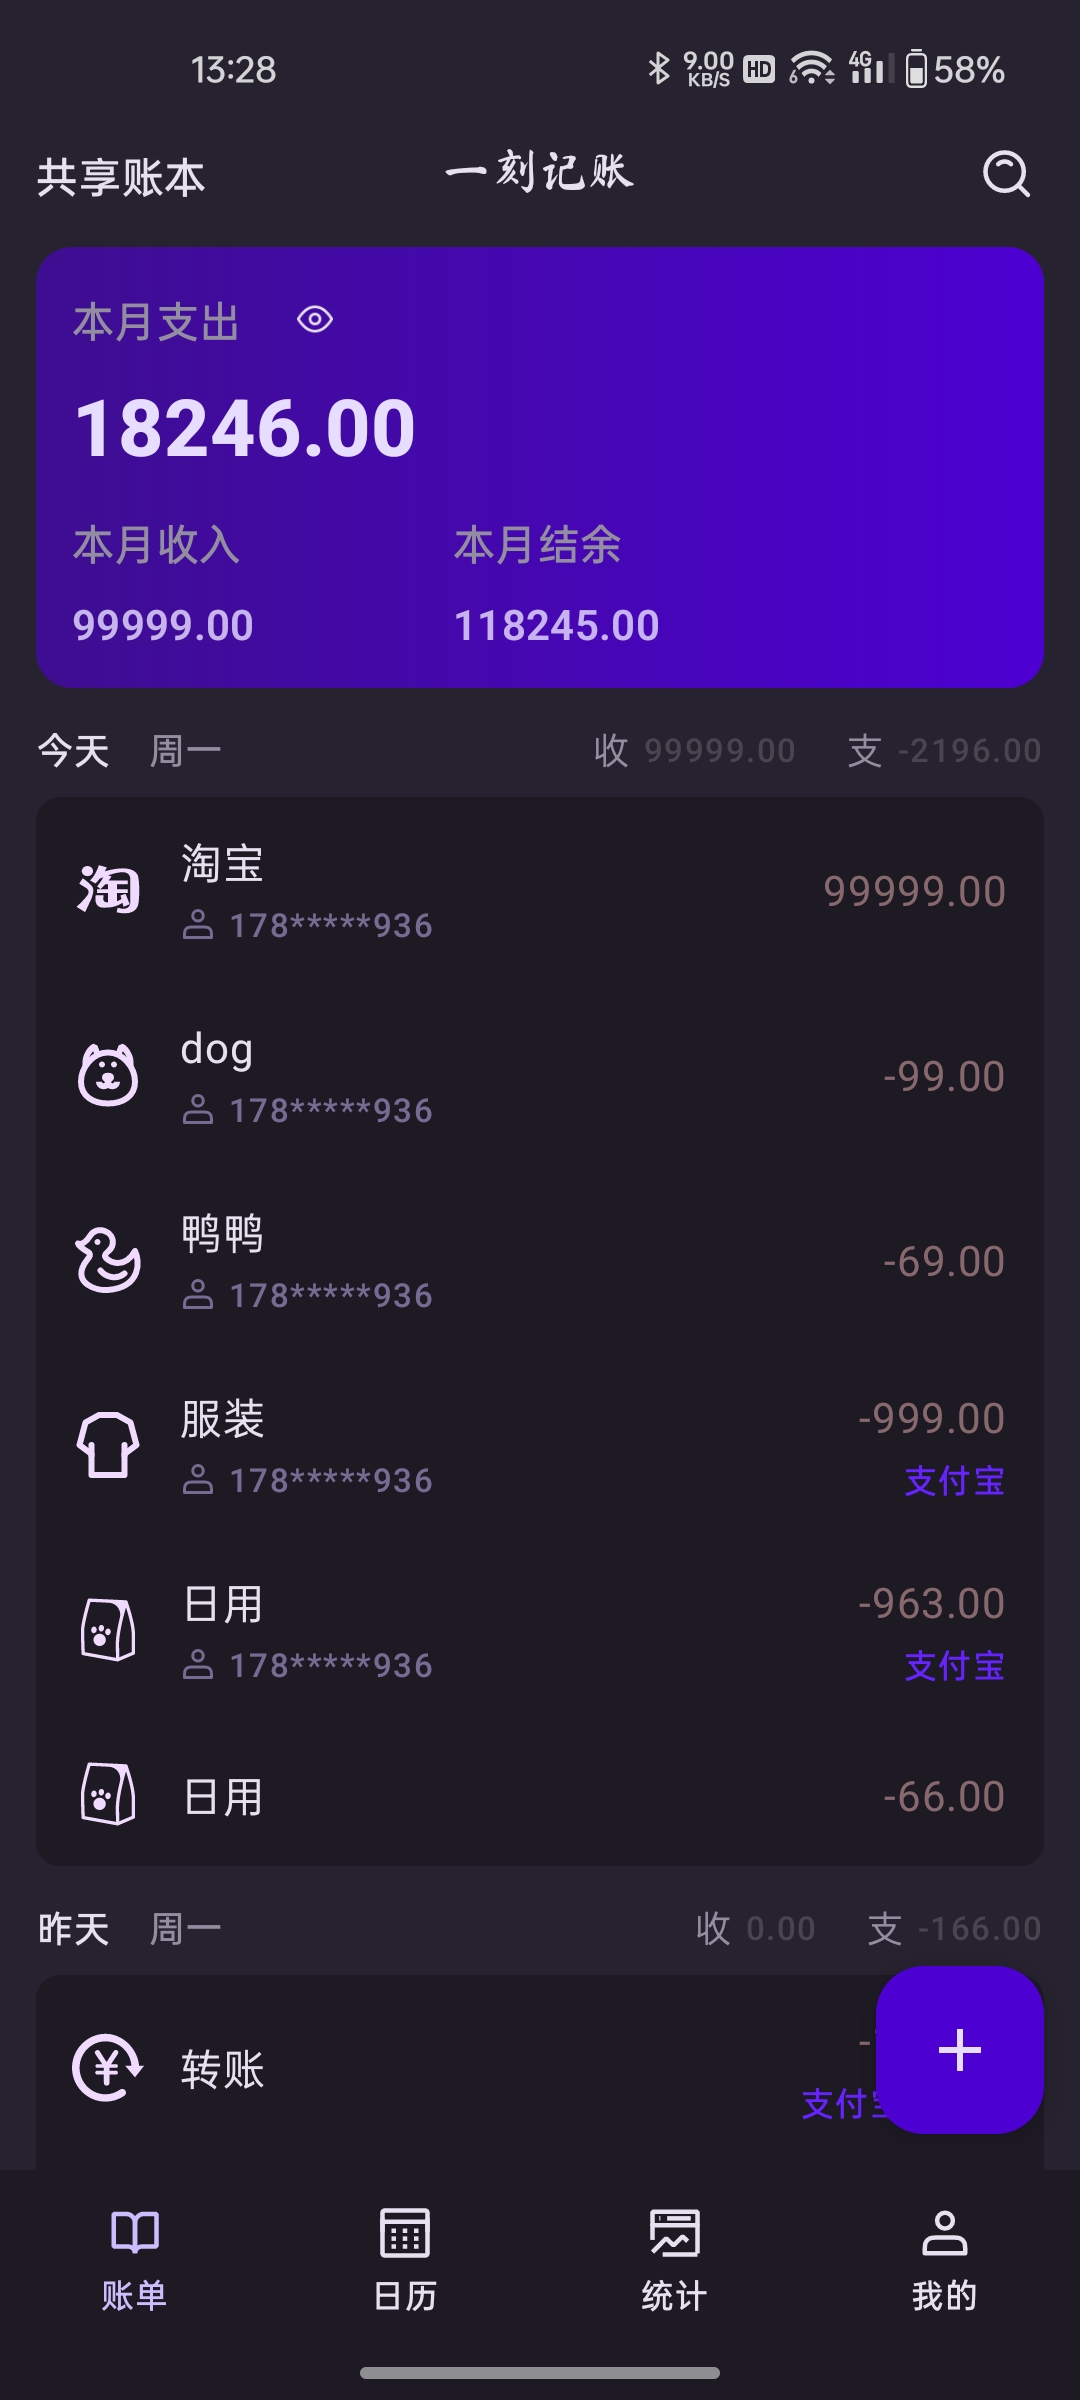 13:28 9.00 KB/S HD 6 4G 58%
共享账本 一刻记账
本月支出
18246.00
本月收入 本月结余
99999.00 118245.00
今天 周一 收 99999.00 支 -2196.00
淘 淘宝 99999.00
178*****936
dog -99.00
178*****936
鸭鸭 -69.00
178*****936
服装 -999.00
178*****936 支付宝
日用 -963.00
178*****936 支付宝
日用 -66.00
昨天 周一 收 0.00 支 -166.00
¥ 转账 -
支付
账单 日历 统计 我的